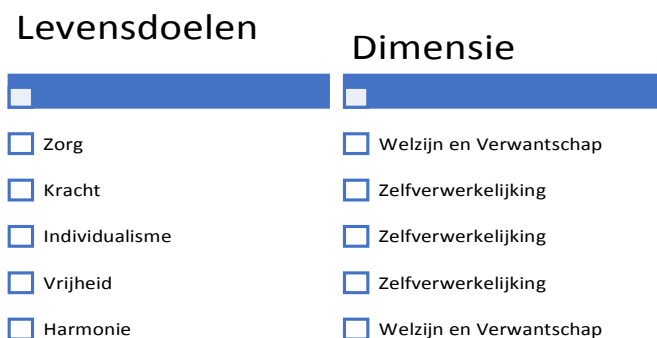 Levensdoelen
Dimensie
Zorg
Welzijn en Verwantschap
Kracht
Zelfverwerkelijking
Individualisme
Zelfverwerkelijking
Vrijheid
Zelfverwerkelijking
Harmonie
Welzijn en Verwantschap